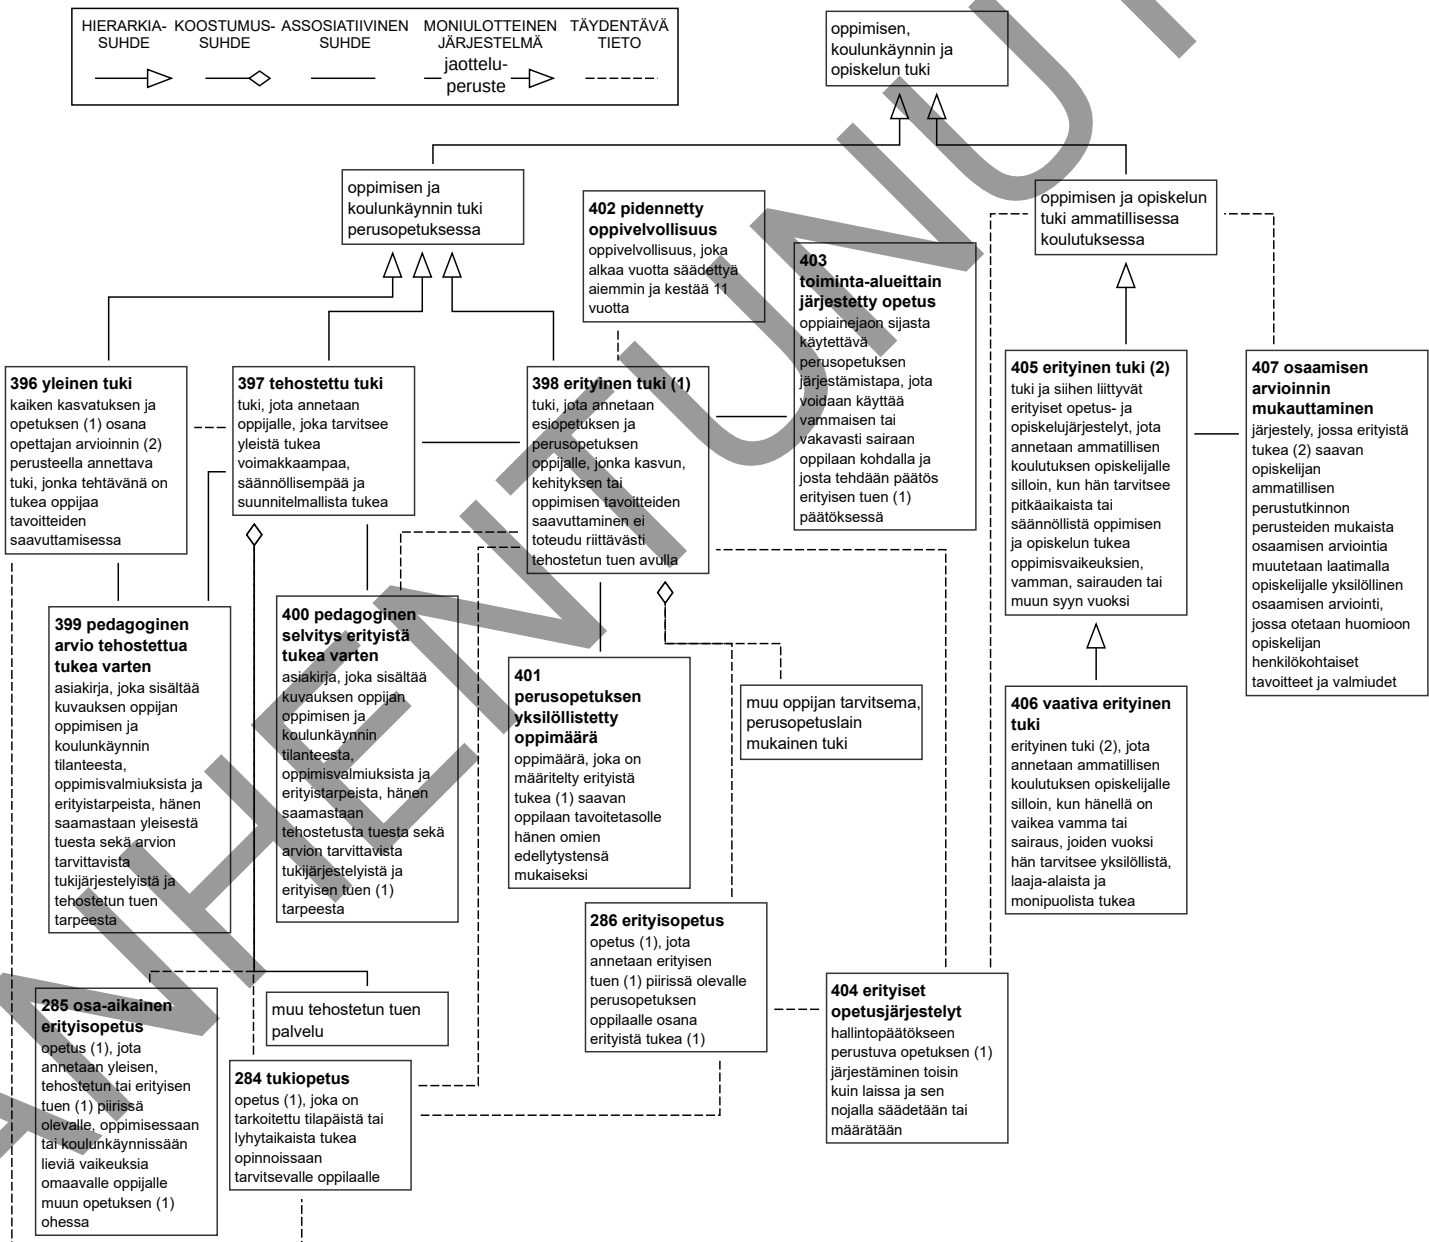 HIERARKIA-
SUHDE
KOOSTUMUS-
SUHDE
ASSOSIATIIVINEN
SUHDE
MONIULOTTEINEN
JÄRJESTELMÄ
TÄYDENTÄVÄ
TIETO
jaottelu-
peruste
oppimisen,
koulunkäynnin ja
opiskelun tuki
oppimisen ja
koulunkäynnin tuki
perusopetuksessa
402 pidennetty
oppivelvollisuus
oppivelvollisuus, joka
alkaa vuotta säädettyä
aiemmin ja kestää 11
vuotta
oppimisen ja opiskelun
tuki ammatillisessa
koulutuksessa
403
toiminta-alueittain
järjestetty opetus
oppiainejaon sijasta
käytettävä
perusopetuksen
järjestämistapa, jota
voidaan käyttää
vammaisen tai
vakavasti sairaan
oppilaan kohdalla ja
josta tehdään päätös
erityisen tuen (1)
päätöksessä
396 yleinen tuki
kaiken kasvatuksen ja
opetuksen (1) osana
opettajan arvioinnin (2)
perusteella annettava
tuki, jonka tehtävänä on
tukea oppijaa
tavoitteiden
saavuttamisessa
397 tehostettu tuki
tuki, jota annetaan
oppijalle, joka tarvitsee
yleistä tukea
voimakkaampaa,
säännöllisempää ja
suunnitelmallista tukea
398 erityinen tuki (1)
tuki, jota annetaan
esiopetuksen ja
perusopetuksen
oppijalle, jonka kasvun,
kehityksen tai
oppimisen tavoitteiden
saavuttaminen ei
toteudu riittävästi
tehostetun tuen avulla
405 erityinen tuki (2)
tuki ja siihen liittyvät
erityiset opetus- ja
opiskelujärjestelyt, jota
annetaan ammatillisen
koulutuksen opiskelijalle
silloin, kun hän tarvitsee
pitkäaikaista tai
säännöllistä oppimisen
ja opiskelun tukea
oppimisvaikeuksien,
vamman, sairauden tai
muun syyn vuoksi
407 osaamisen
arvioinnin
mukauttaminen
järjestely, jossa erityistä
tukea (2) saavan
opiskelijan
ammatillisen
perustutkinnon
perusteiden mukaista
osaamisen arviointia
muutetaan laatimalla
opiskelijalle yksilöllinen
osaamisen arviointi,
jossa otetaan huomioon
opiskelijan
henkilökohtaiset
tavoitteet ja valmiudet
399 pedagoginen
arvio tehostettua
tukea varten
asiakirja, joka sisältää
kuvauksen oppijan
oppimisen ja
koulunkäynnin
tilanteesta,
oppimisvalmiuksista ja
erityistarpeista, hänen
saamastaan yleisestä
tuesta sekä arvion
tarvittavista
tukijärjestelyistä ja
tehostetun tuen
tarpeesta
400 pedagoginen
selvitys erityistä
tukea varten
asiakirja, joka sisältää
kuvauksen oppijan
oppimisen ja
koulunkäynnin
tilanteesta,
oppimisvalmiuksista ja
erityistarpeista, hänen
saamastaan
tehostetusta tuesta sekä
arvion tarvittavista
tukijärjestelyistä ja
erityisen tuen (1)
tarpeesta
401
perusopetuksen
yksilöllistetty
oppimäärä
oppimäärä, joka on
määritelty erityistä
tukea (1) saavan
oppilaan tavoitetasolle
hänen omien
edellytystensä
mukaiseksi
muu oppijan tarvitsema,
perusopetuslain
mukainen tuki
406 vaativa erityinen
tuki
erityinen tuki (2), jota
annetaan ammatillisen
koulutuksen opiskelijalle
silloin, kun hänellä on
vaikea vamma tai
sairaus, joiden vuoksi
hän tarvitsee yksilöllistä,
laaja-alaista ja
monipuolista tukea
286 erityisopetus
opetus (1), jota
annetaan erityisen
tuen (1) piirissä olevalle
perusopetuksen
oppilaalle osana
erityistä tukea (1)
404 erityiset
opetusjärjestelyt
hallintopäätökseen
perustuva opetuksen (1)
järjestäminen toisin
kuin laissa ja sen
nojalla säädetään tai
määrätään
285 osa-aikainen
erityisopetus
opetus (1), jota
annetaan yleisen,
tehostetun tai erityisen
tuen (1) piirissä
olevalle, oppimisessaan
tai koulunkäynnissään
lieviä vaikeuksia
omaavalle oppijalle
muun opetuksen (1)
ohessa
muu tehostetun tuen
palvelu
284 tukiopetus
opetus (1), joka on
tarkoitettu tilapäistä tai
lyhytaikaista tukea
opinnoissaan
tarvitsevalle oppilaalle
VANHENTUNUT